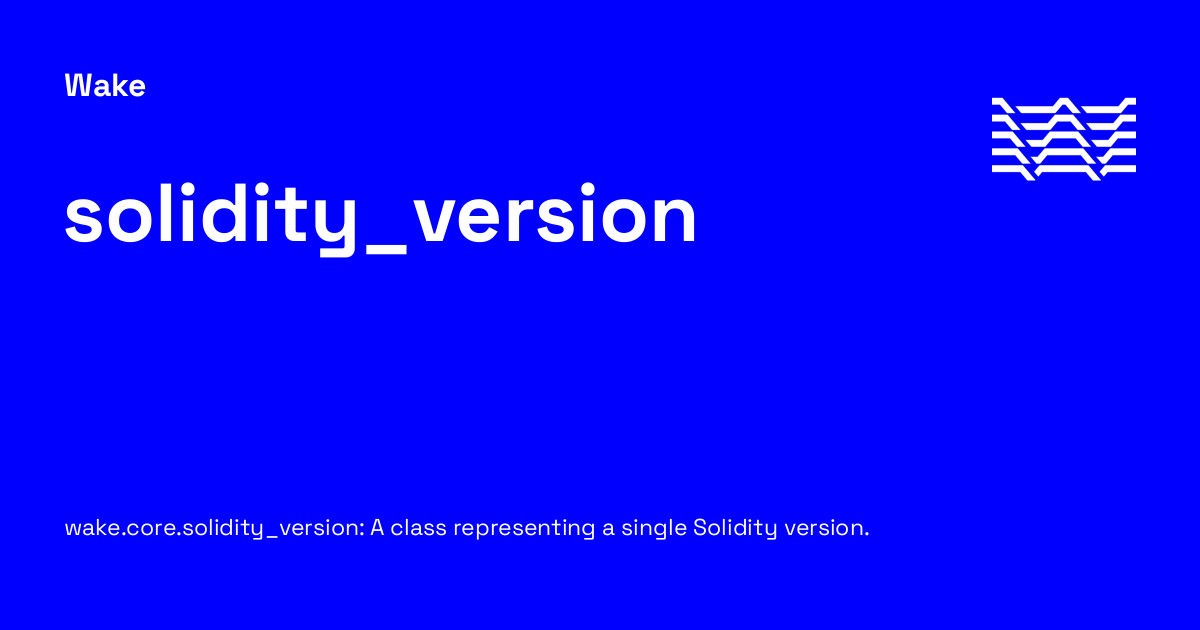 Wake
solidity_version
wake.core.solidity_version: A class representing a single Solidity version.